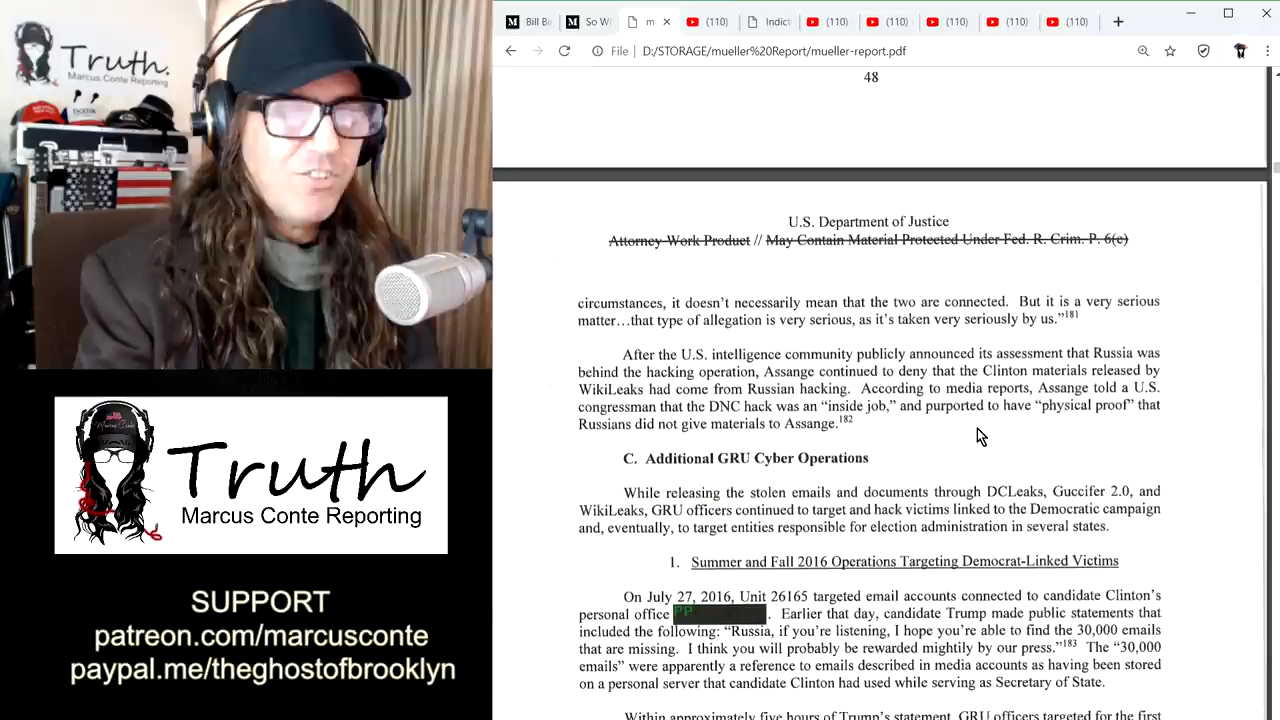 Truth.
Marcus Conte Reporting
Truth
Marcus Conte Reporting
SUPPORT
patreon.com/marcusconte
paypal.me/theghostofbrooklyn
Bill Bi
So W
m
(110)
Indict
(110)
(110)
(110)
(110)
(110)
File
D:/STORAGE/mueller%20Report/mueller-report.pdf
48
U.S. Department of Justice
Attorney Work Product // May Contain Material Protected Under Fed. R. Crim. P. 6(e)
circumstances, it doesn't necessarily mean that the two are connected. But it is a very serious
matter…that type of allegation is very serious, as it's taken very seriously by us."181
After the U.S. intelligence community publicly announced its assessment that Russia was
behind the hacking operation, Assange continued to deny that the Clinton materials released by
WikiLeaks had come from Russian hacking. According to media reports, Assange told a U.S.
congressman that the DNC hack was an "inside job," and purported to have "physical proof" that
Russians did not give materials to Assange.182
C. Additional GRU Cyber Operations
While releasing the stolen emails and documents through DCLeaks, Guccifer 2.0, and
WikiLeaks, GRU officers continued to target and hack victims linked to the Democratic campaign
and, eventually, to target entities responsible for election administration in several states.
1. Summer and Fall 2016 Operations Targeting Democrat-Linked Victims
On July 27, 2016, Unit 26165 targeted email accounts connected to candidate Clinton's
personal office PP . Earlier that day, candidate Trump made public statements that
included the following: "Russia, if you're listening, I hope you're able to find the 30,000 emails
that are missing. I think you will probably be rewarded mightily by our press."183 The "30,000
emails" were apparently a reference to emails described in media accounts as having been stored
on a personal server that candidate Clinton had used while serving as Secretary of State.
Within approximately five hours of Trump's statement, GRU officers targeted for the first